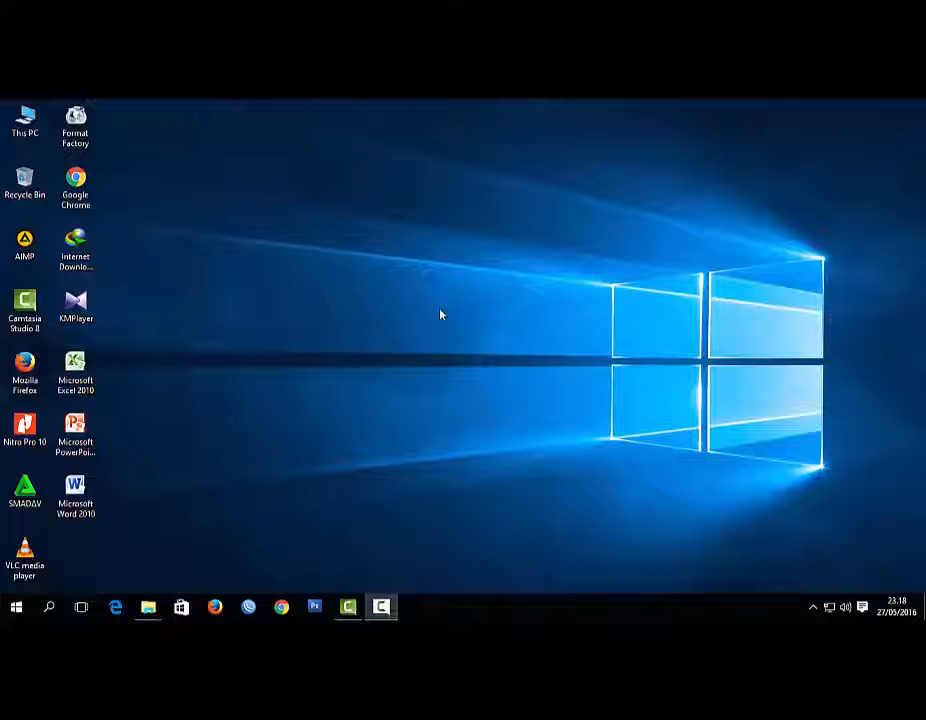 This PC
Format
Factory
Recycle Bin
Google
Chrome
AIMP
Internet
Downlo...
Camtasia
Studio 8
KMPlayer
Mozilla
Firefox
Microsoft
Excel 2010
Nitro Pro 10
Microsoft
PowerPoi...
SMADAV
Microsoft
Word 2010
VLC media
player
Ps
23.18
27/05/2016